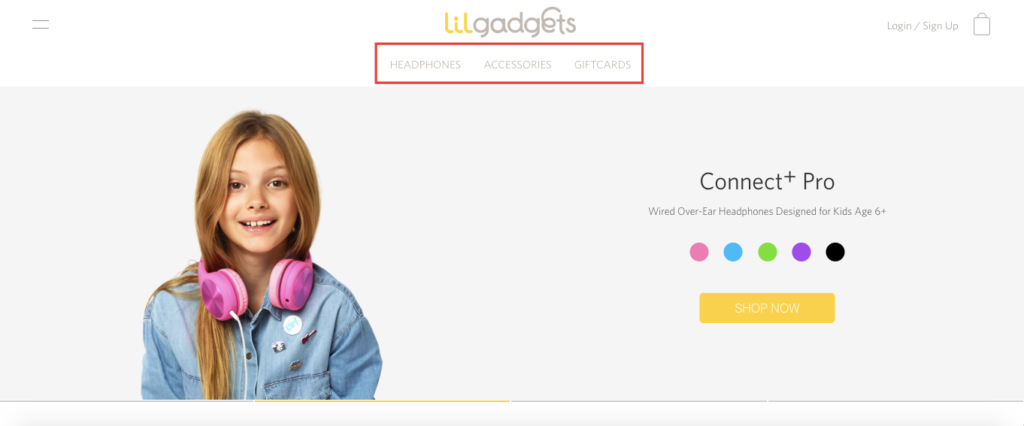 lilgadgets
Login / Sign Up
HEADPHONES ACCESSORIES GIFTCARDS
Connect+ Pro
Wired Over-Ear Headphones Designed for Kids Age 6+
SHOP NOW